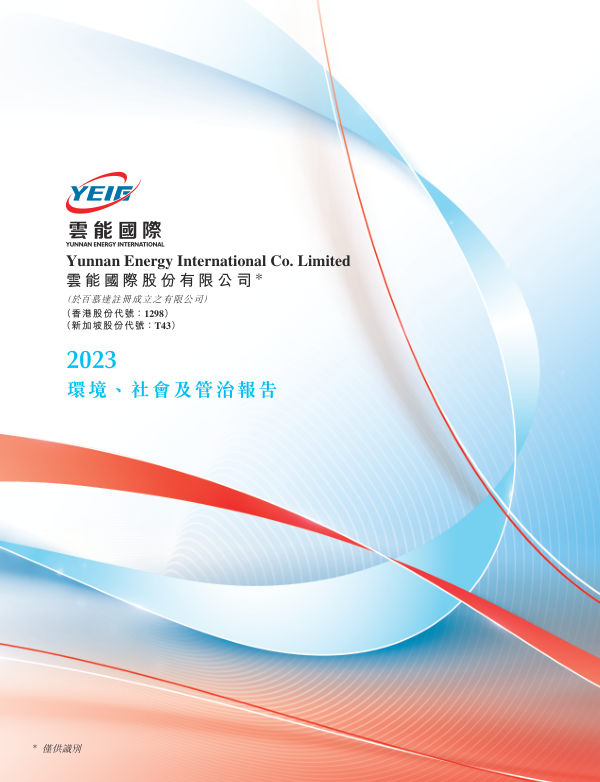 YEIG
雲能國際
YUNNAN ENERGY INTERNATIONAL
Yunnan Energy International Co. Limited
雲能國際股份有限公司*
(於百慕達註冊成立之有限公司)
(香港股份代號：1298)
(新加坡股份代號：T43)
2023
環境、社會及管治報告
* 僅供識別